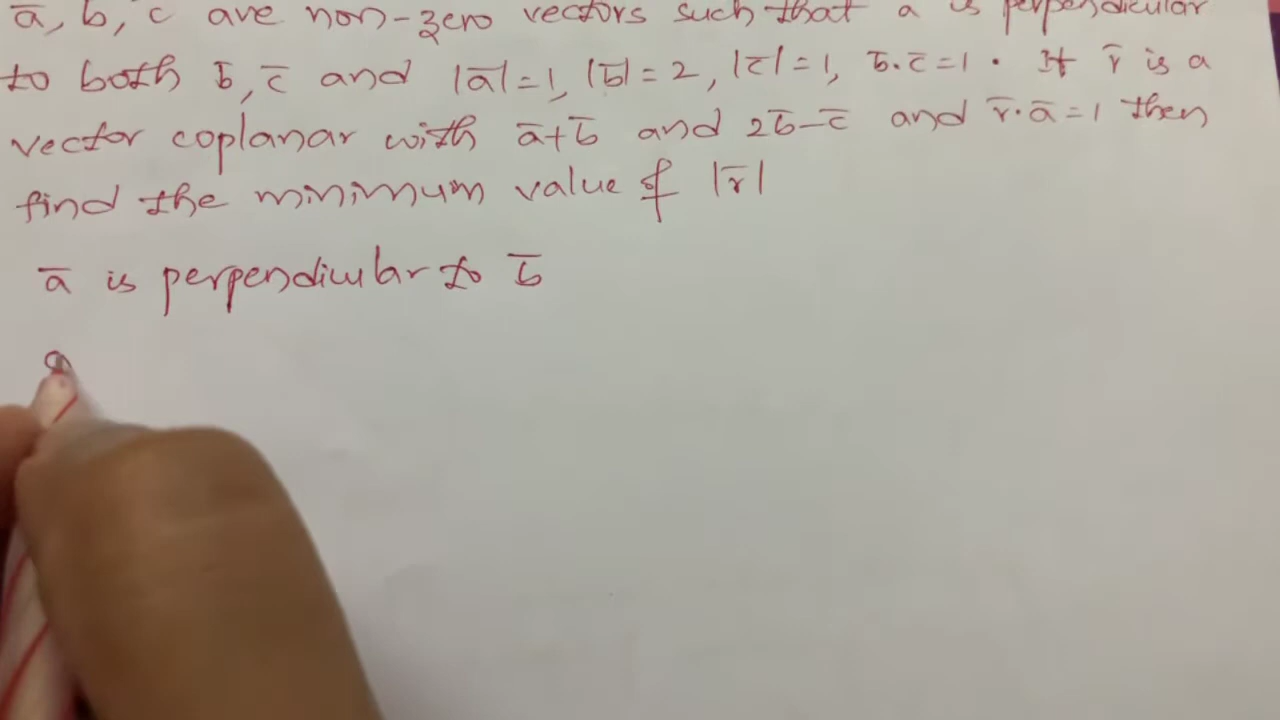 a̅, b̅, c̅ are non-zero vectors such that a is perpendicular
to both b̅, c̅ and |a̅|=1, |b̅|=2, |c̅|=1, b̅.c̅=1. If r̅ is a
vector coplanar with a̅+b̅ and 2b̅-c̅ and r̅.a̅=1 then
find the minimum value of |r̅|
a̅ is perpendicular to b̅